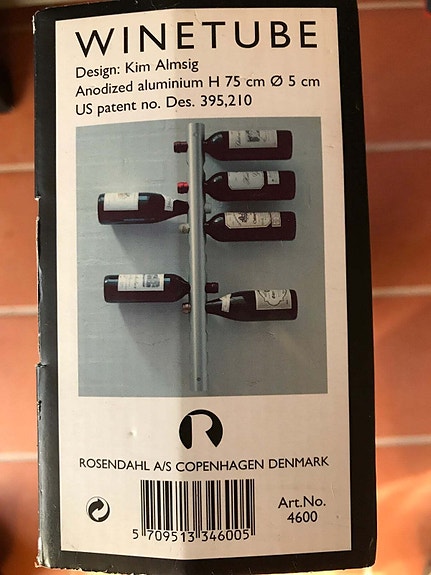 WINETUBE
Design: Kim Almsig
Anodized aluminium H 75 cm Ø 5 cm
US patent no. Des. 395,210
R
ROSENDAHL A/S COPENHAGEN DENMARK
Art.No.
4600
5 709513 346005